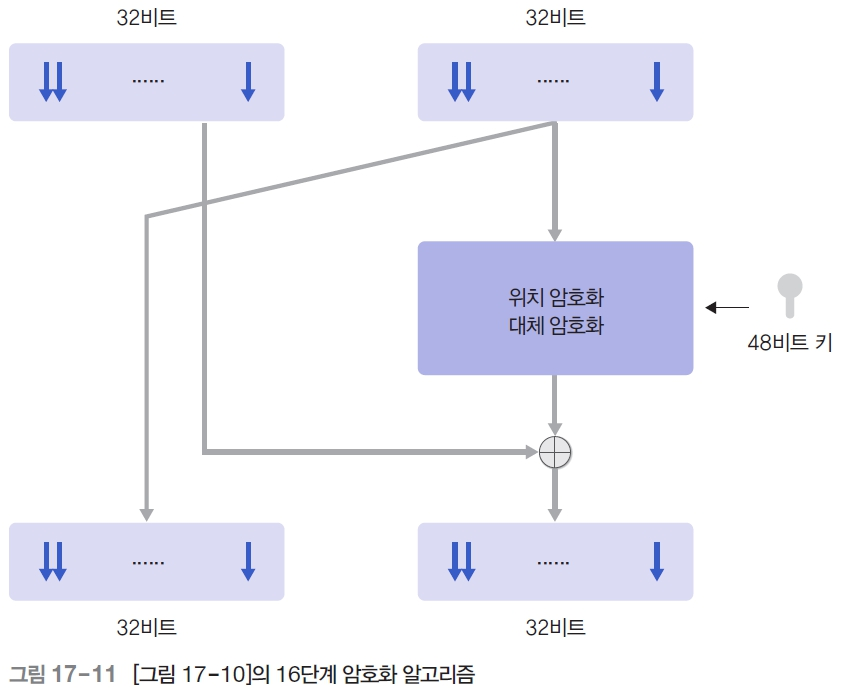 32비트
32비트
......
......
위치 암호화
대체 암호화
48비트 키
......
......
32비트
32비트
그림 17-11 [그림 17-10]의 16단계 암호화 알고리즘